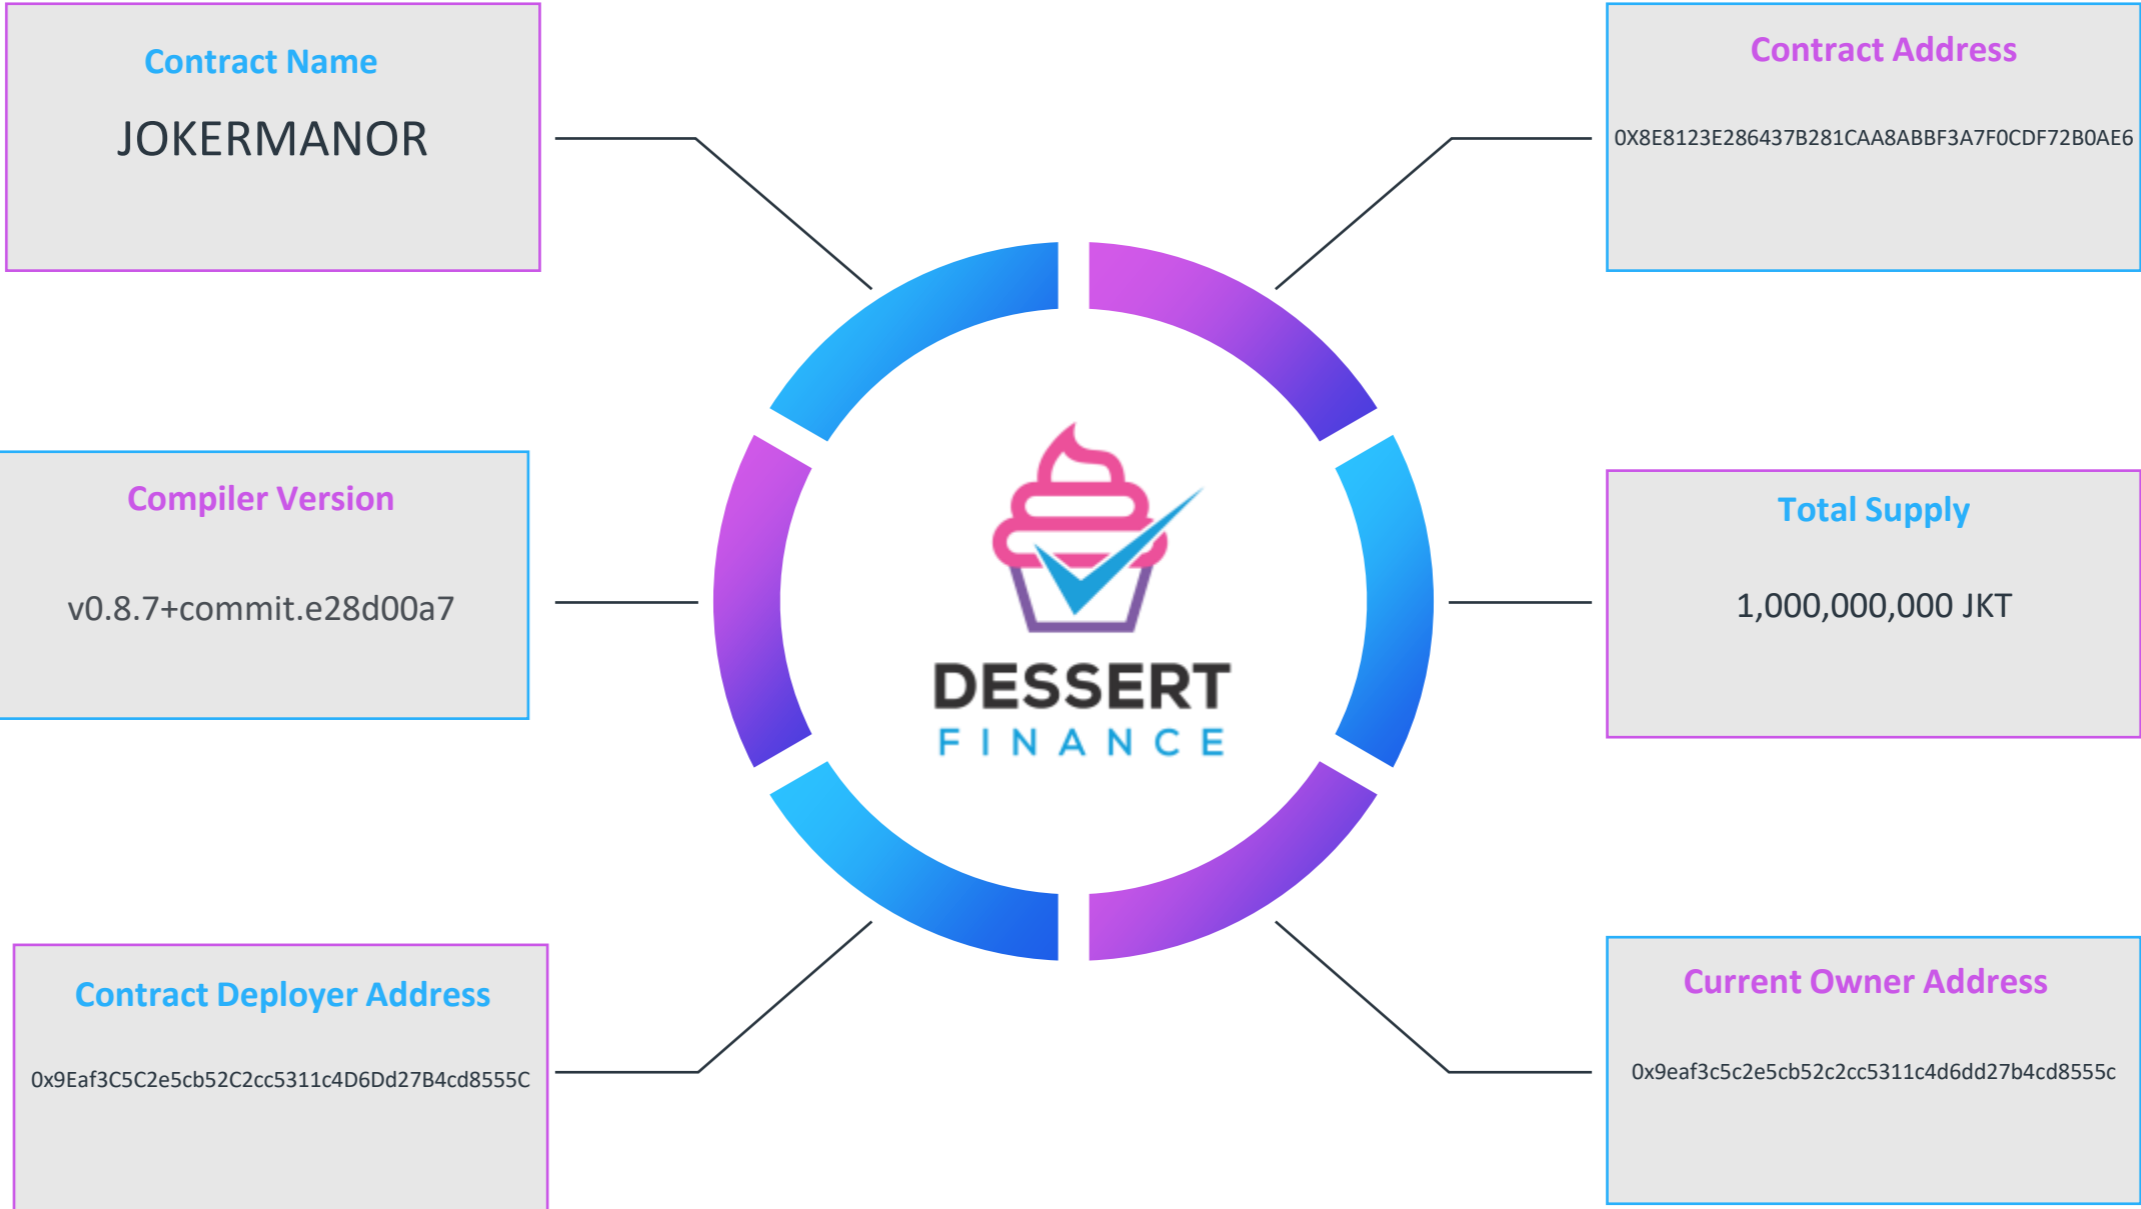 Contract Name
JOKERMANOR
Contract Address
0X8E8123E286437B281CAA8ABBF3A7F0CDF72B0AE6
Compiler Version
v0.8.7+commit.e28d00a7
Total Supply
1,000,000,000 JKT
DESSERT
FINANCE
Contract Deployer Address
0x9Eaf3C5C2e5cb52C2cc5311c4D6Dd27B4cd8555C
Current Owner Address
0x9eaf3c5c2e5cb52c2cc5311c4d6dd27b4cd8555c